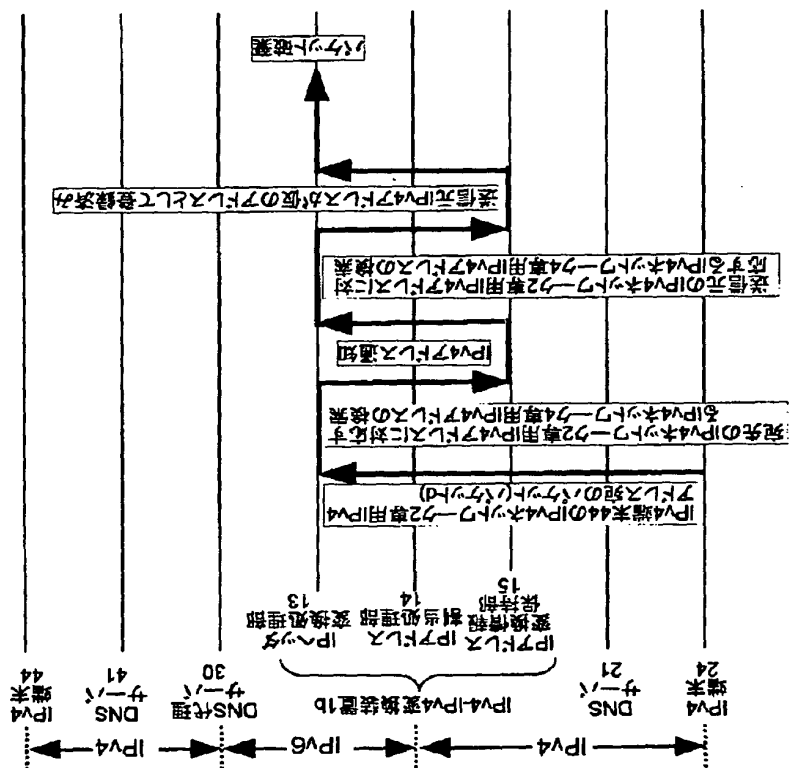 IPv4
IPv6
IPv4
IPv4
端末
24
DNS
サーバ
21
IPv4-IPv4変換装置1b
DNS代理
サーバ
30
DNS
サーバ
41
IPv4
端末
44
IPアドレス
変換情報
保持部
15
IPアドレス
割当処理部
14
IPヘッダ
変換処理部
13
IPv4端末44のIPv4ネットワーク2専用IPv4
アドレス宛のパケット(パケットd)
宛先のIPv4ネットワーク2専用IPv4アドレスに対応す
るIPv4ネットワーク4専用IPv4アドレスの検索
IPv4アドレス通知
送信元のIPv4ネットワーク2専用IPv4アドレスに対
応するIPv4ネットワーク4専用IPv4アドレスの検索
送信元IPv4アドレスが仮のアドレスとして登録済み
パケット破棄